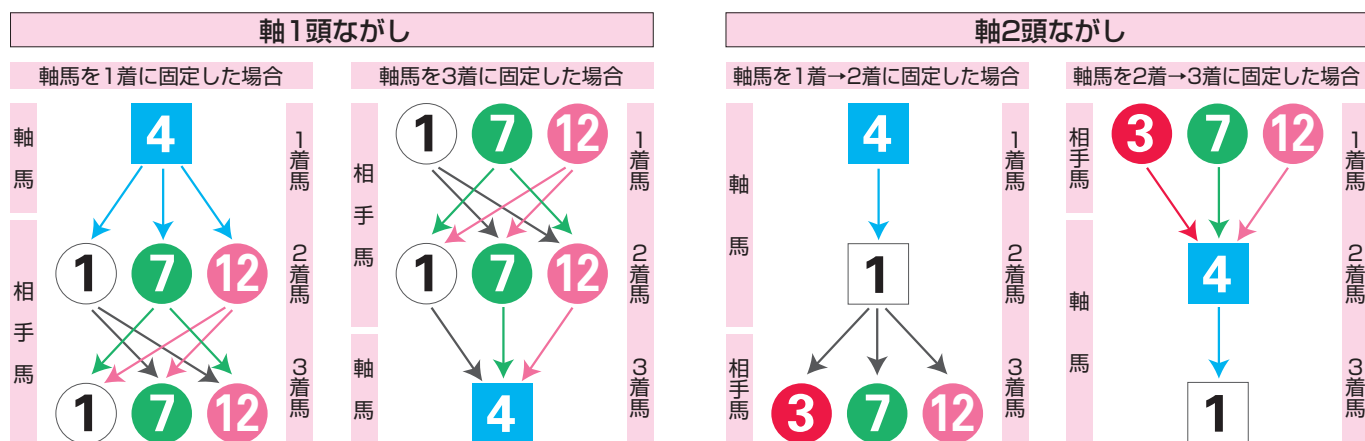 軸1頭ながし
軸馬を1着に固定した場合
軸馬
相手馬
4
1 7 12
1 7 12
1着馬
2着馬
3着馬
軸馬を3着に固定した場合
相手馬
軸馬
1 7 12
1 7 12
4
1着馬
2着馬
3着馬
軸2頭ながし
軸馬を1着→2着に固定した場合
軸馬
相手馬
4
1
3 7 12
1着馬
2着馬
3着馬
軸馬を2着→3着に固定した場合
相手馬
軸馬
3 7 12
4
1
1着馬
2着馬
3着馬